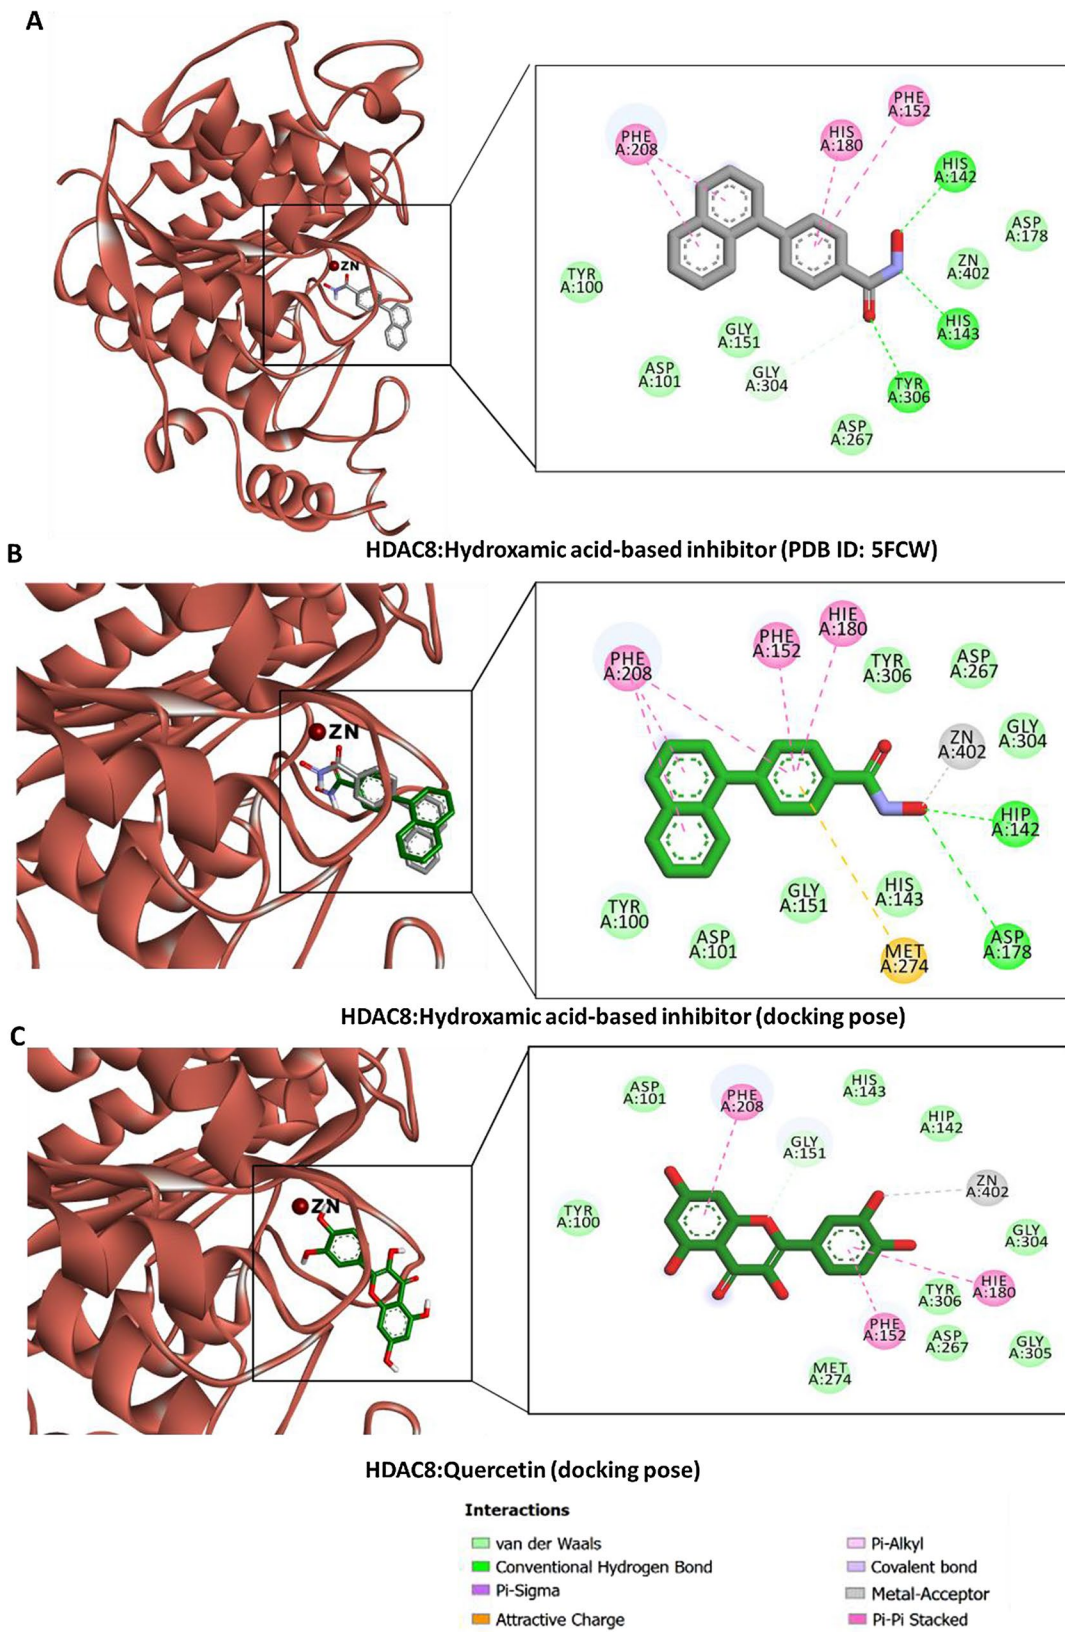 A
ZN
PHE
A:208
HIS
A:180
PHE
A:152
HIS
A:142
ASP
A:178
ZN
A:402
TYR
A:100
GLY
A:151
HIS
A:143
ASP
A:101
GLY
A:304
TYR
A:306
ASP
A:267
HDAC8:Hydroxamic acid-based inhibitor (PDB ID: 5FCW)
B
ZN
PHE
A:208
PHE
A:152
HIE
A:180
TYR
A:306
ASP
A:267
ZN
A:402
GLY
A:304
HIP
A:142
TYR
A:100
ASP
A:101
GLY
A:151
HIS
A:143
MET
A:274
ASP
A:178
HDAC8:Hydroxamic acid-based inhibitor (docking pose)
C
ZN
ASP
A:101
PHE
A:208
HIS
A:143
GLY
A:151
HIP
A:142
ZN
A:402
TYR
A:100
GLY
A:304
TYR
A:306
HIE
A:180
PHE
A:152
ASP
A:267
GLY
A:305
MET
A:274
HDAC8:Quercetin (docking pose)
Interactions
van der Waals
Conventional Hydrogen Bond
Pi-Sigma
Attractive Charge
Pi-Alkyl
Covalent bond
Metal-Acceptor
Pi-Pi Stacked